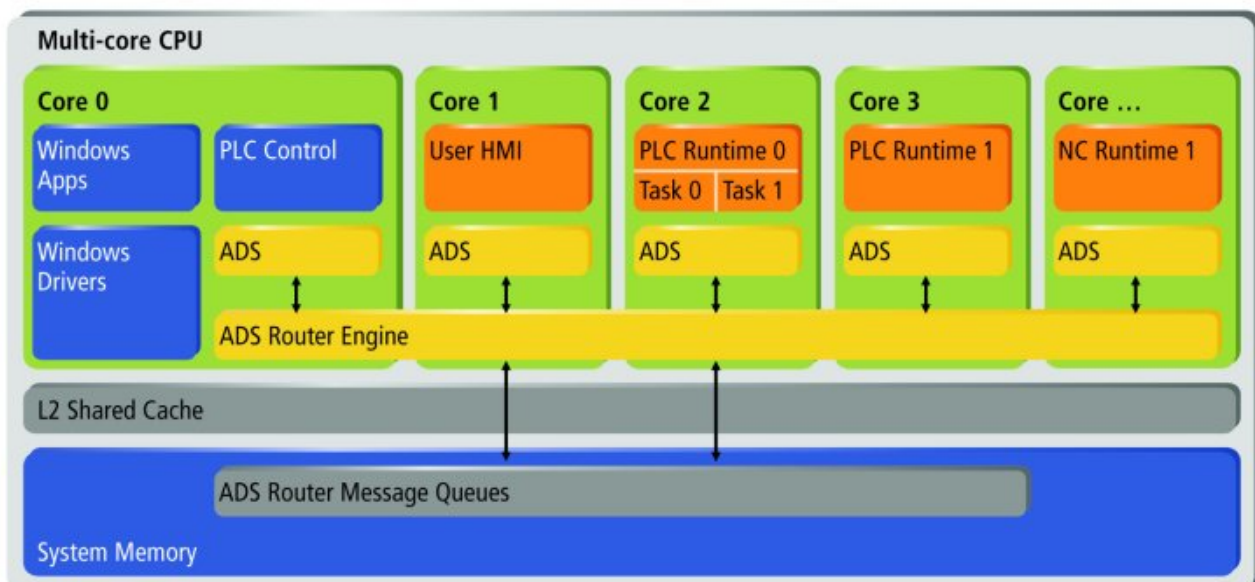 Multi-core CPU
Core 0
Windows
Apps
PLC Control
Windows
Drivers
ADS
Core 1
User HMI
ADS
Core 2
PLC Runtime 0
Task 0
Task 1
ADS
Core 3
PLC Runtime 1
ADS
Core ...
NC Runtime 1
ADS
ADS Router Engine
L2 Shared Cache
ADS Router Message Queues
System Memory